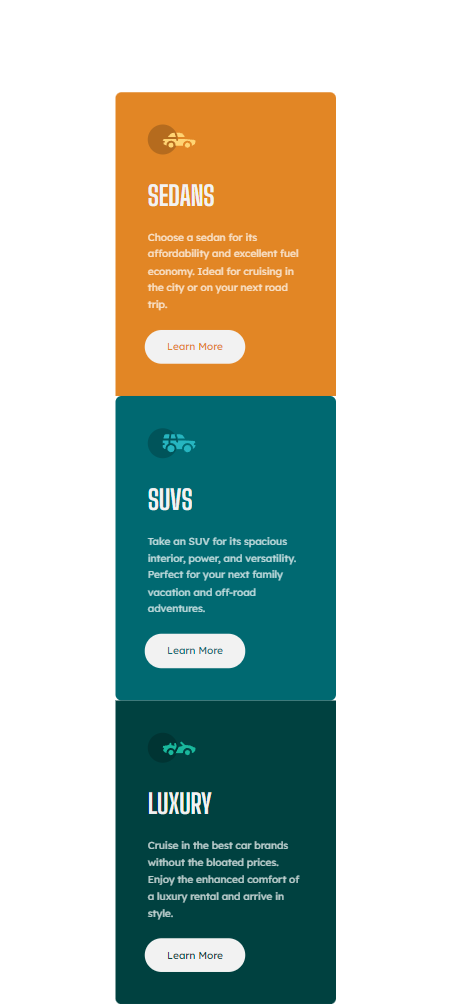 SEDANS
Choose a sedan for its
affordability and excellent fuel
economy. Ideal for cruising in
the city or on your next road
trip.
Learn More
SUVS
Take an SUV for its spacious
interior, power, and versatility.
Perfect for your next family
vacation and off-road
adventures.
Learn More
LUXURY
Cruise in the best car brands
without the bloated prices.
Enjoy the enhanced comfort of
a luxury rental and arrive in
style.
Learn More